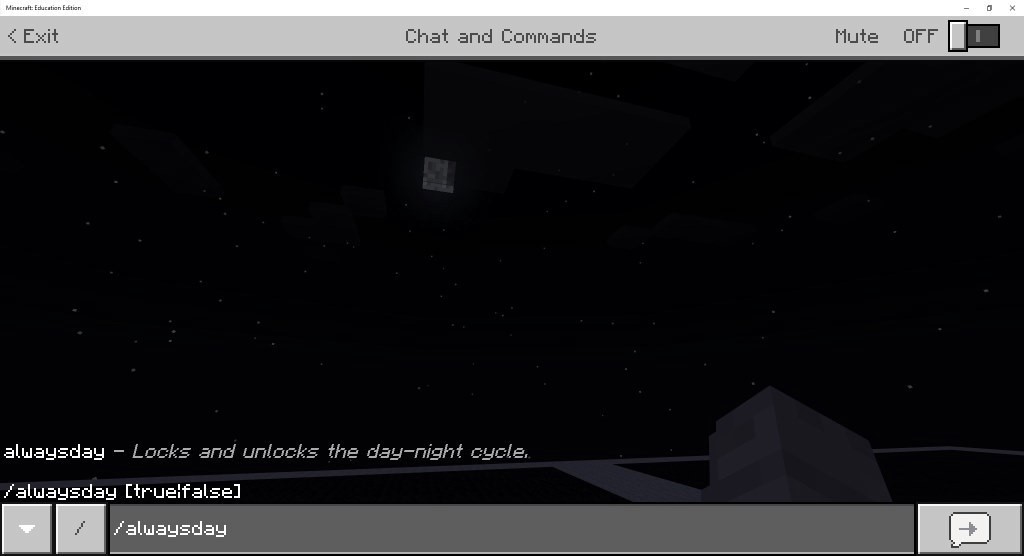 Minecraft: Education Edition
< Exit
Chat and Commands
Mute OFF
alwaysday - Locks and unlocks the day-night cycle.
/alwaysday [true|false]
/
/alwaysday